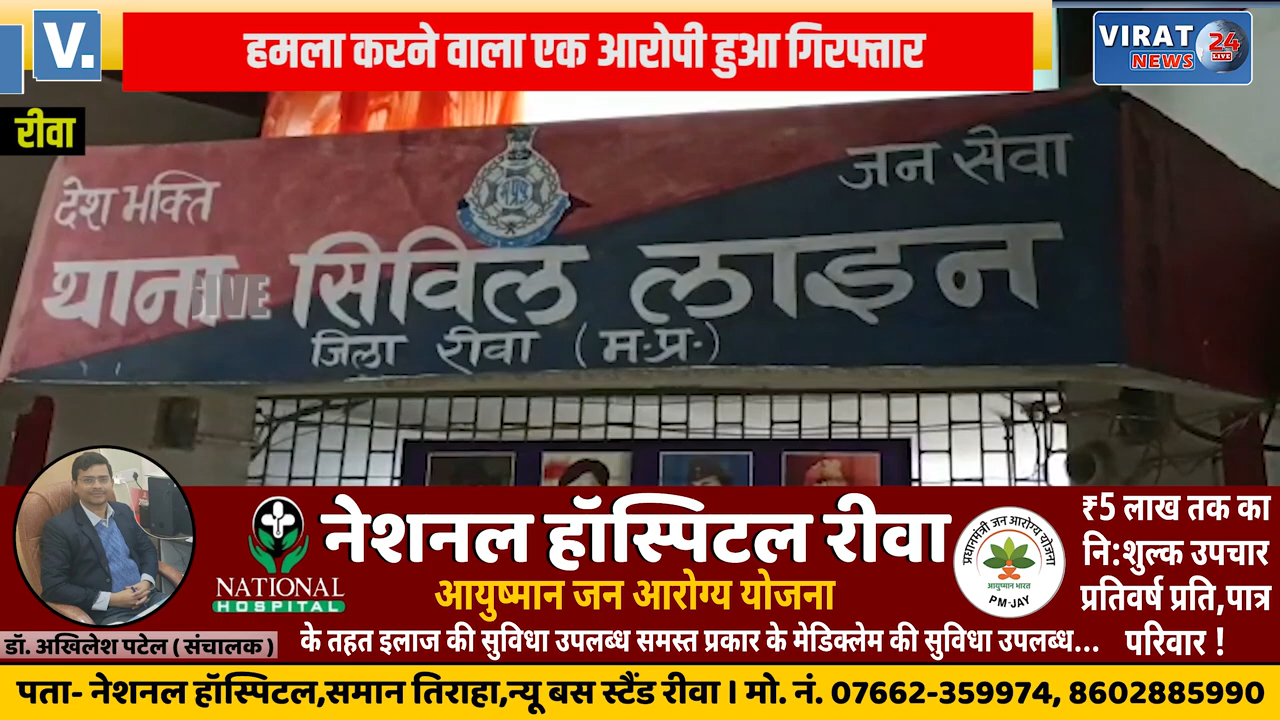 V.
हमला करने वाला एक आरोपी हुआ गिरफ्तार
VIRAT
NEWS
24
LIVE
रीवा
देश भक्ति
जन सेवा
थाना सिविल लाइन
जिला रीवा (म.प्र.)
नेशनल हॉस्पिटल रीवा
NATIONAL
HOSPITAL
आयुष्मान जन आरोग्य योजना
प्रधानमंत्री जन आरोग्य योजना
आयुष्मान भारत
PM-JAY
₹5 लाख तक का
नि:शुल्क उपचार
प्रतिवर्ष प्रति,पात्र
परिवार !
के तहत इलाज की सुविधा उपलब्ध समस्त प्रकार के मेडिक्लेम की सुविधा उपलब्ध...
डॉ. अखिलेश पटेल ( संचालक )
पता- नेशनल हॉस्पिटल,समान तिराहा,न्यू बस स्टैंड रीवा । मो. नं. 07662-359974, 8602885990